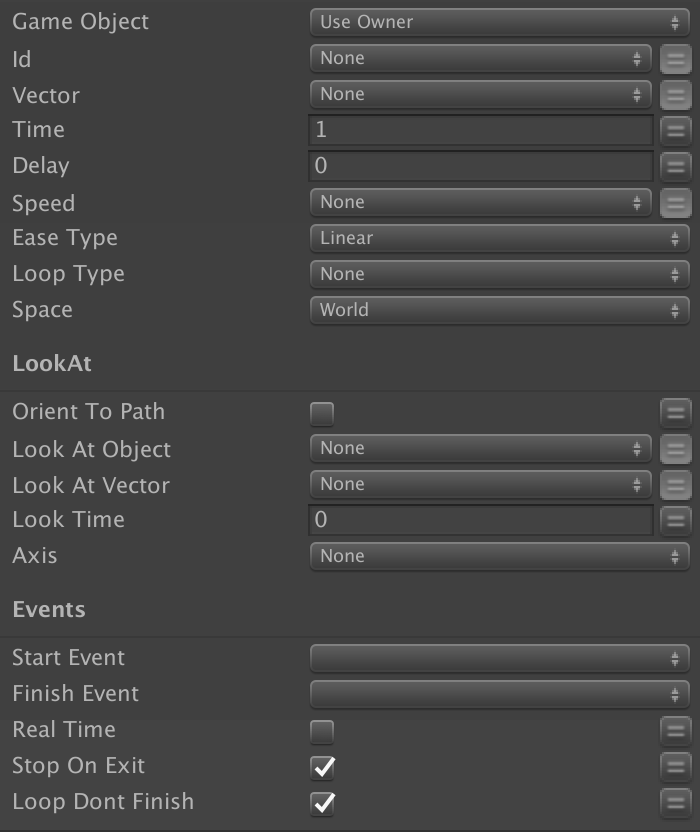 Game Object Use Owner
Id None
Vector None
Time 1
Delay 0
Speed None
Ease Type Linear
Loop Type None
Space World
LookAt
Orient To Path
Look At Object None
Look At Vector None
Look Time 0
Axis None
Events
Start Event
Finish Event
Real Time
Stop On Exit
Loop Dont Finish